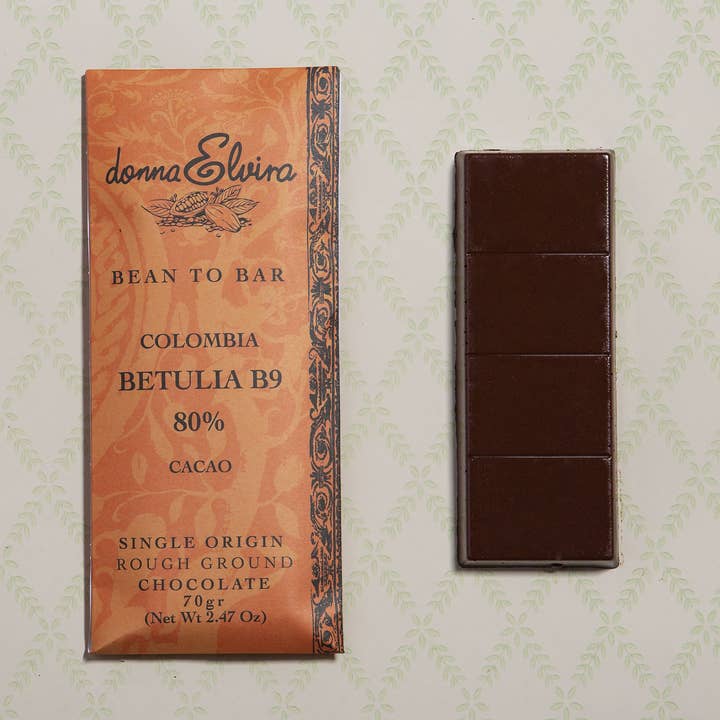 donna Elvira
BEAN TO BAR
COLOMBIA
BETULIA B9
80%
CACAO
SINGLE ORIGIN
ROUGH GROUND
CHOCOLATE
70gr
(Net Wt 2.47 Oz)